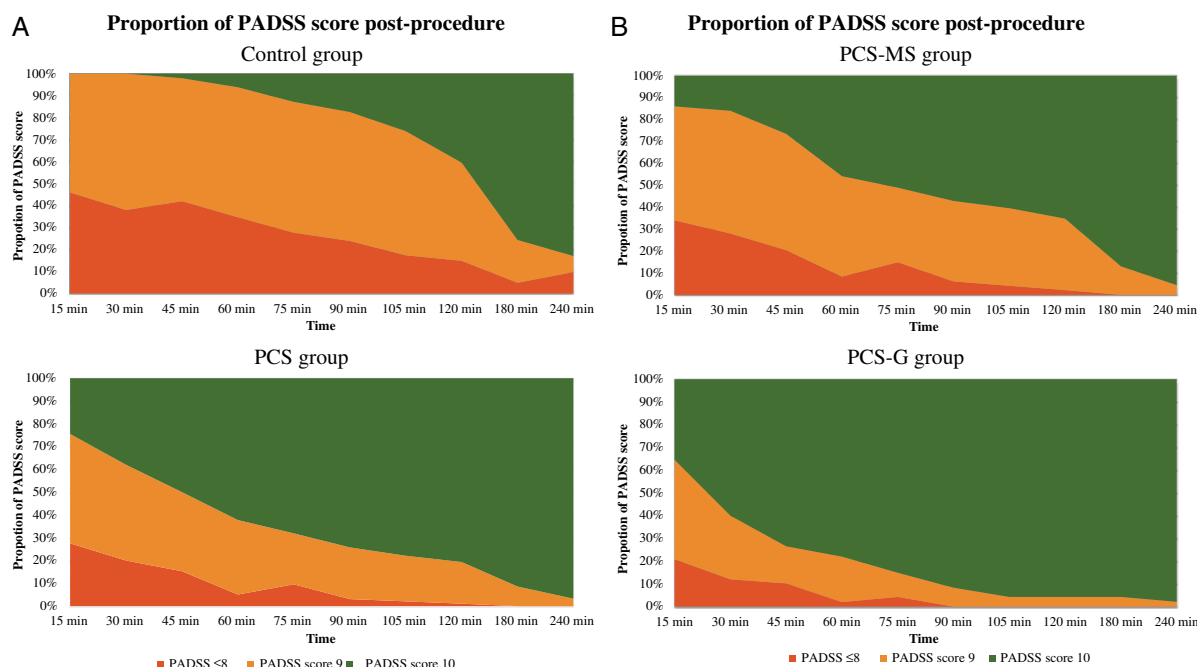 A
Proportion of PADSS score post-procedure
Control group
Propotion of PADSS score
100%
90%
80%
70%
60%
50%
40%
30%
20%
10%
0%
15 min 30 min 45 min 60 min 75 min 90 min 105 min 120 min 180 min 240 min
Time
PCS group
Propotion of PADSS score
100%
90%
80%
70%
60%
50%
40%
30%
20%
10%
0%
15 min 30 min 45 min 60 min 75 min 90 min 105 min 120 min 180 min 240 min
Time
PADSS ≤8 PADSS score 9 PADSS score 10
B
Proportion of PADSS score post-procedure
PCS-MS group
Propotion of PADSS score
100%
90%
80%
70%
60%
50%
40%
30%
20%
10%
0%
15 min 30 min 45 min 60 min 75 min 90 min 105 min 120 min 180 min 240 min
Time
PCS-G group
Propotion of PADSS score
100%
90%
80%
70%
60%
50%
40%
30%
20%
10%
0%
15 min 30 min 45 min 60 min 75 min 90 min 105 min 120 min 180 min 240 min
Time
PADSS ≤8 PADSS score 9 PADSS score 10